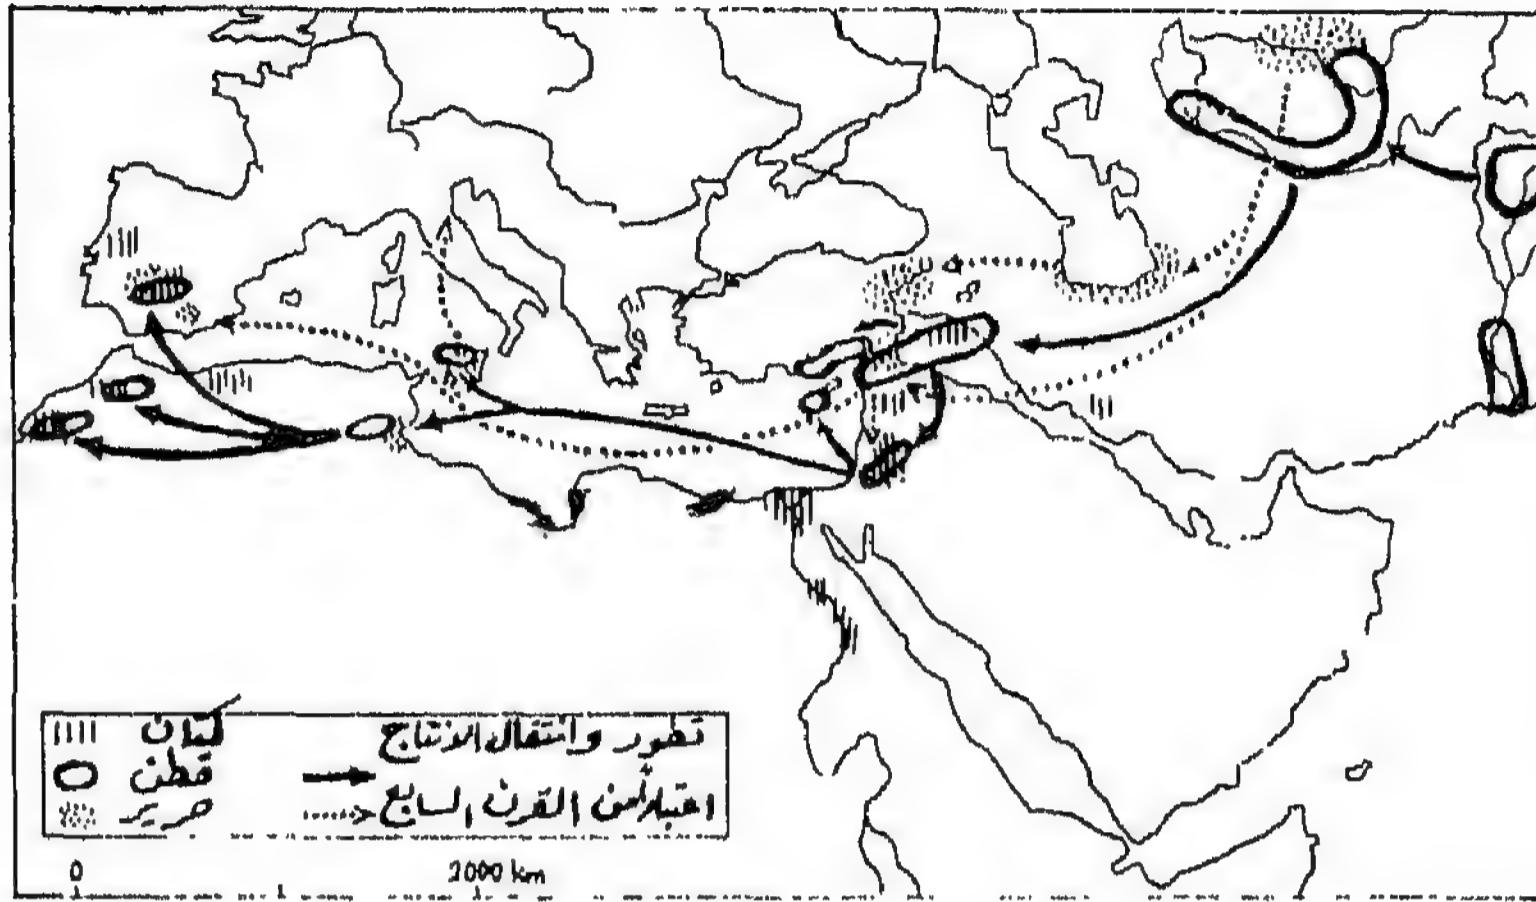 كتان
قطن
حرير
تطور وانتقال الانتاج
اعتباراً من القرن السابع
0 2000 km